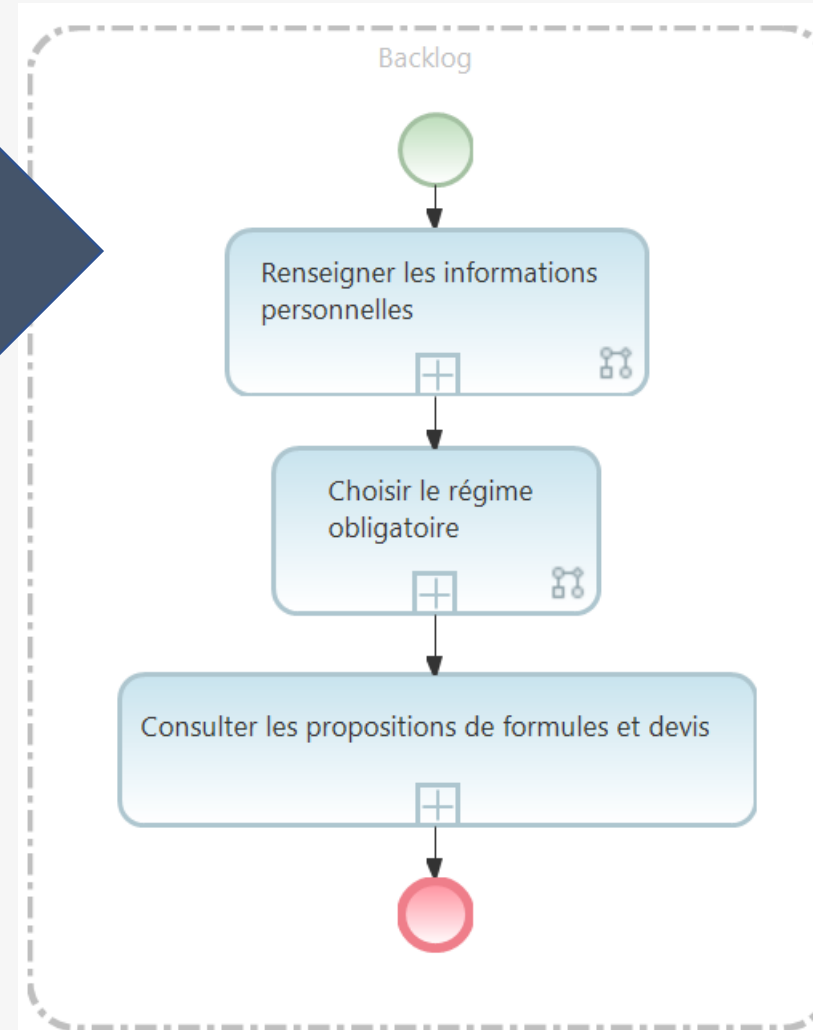 Backlog
Renseigner les informations
personnelles
Choisir le régime
obligatoire
Consulter les propositions de formules et devis